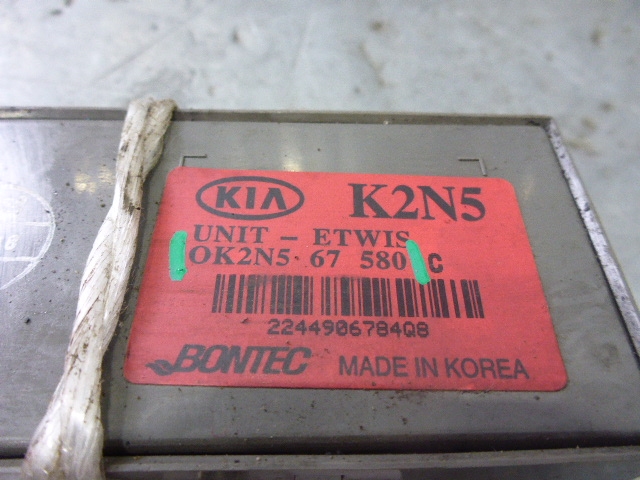 KIA K2N5
UNIT - ETWIS
OK2N5 67 580 C
2244906784Q8
BONTEC MADE IN KOREA